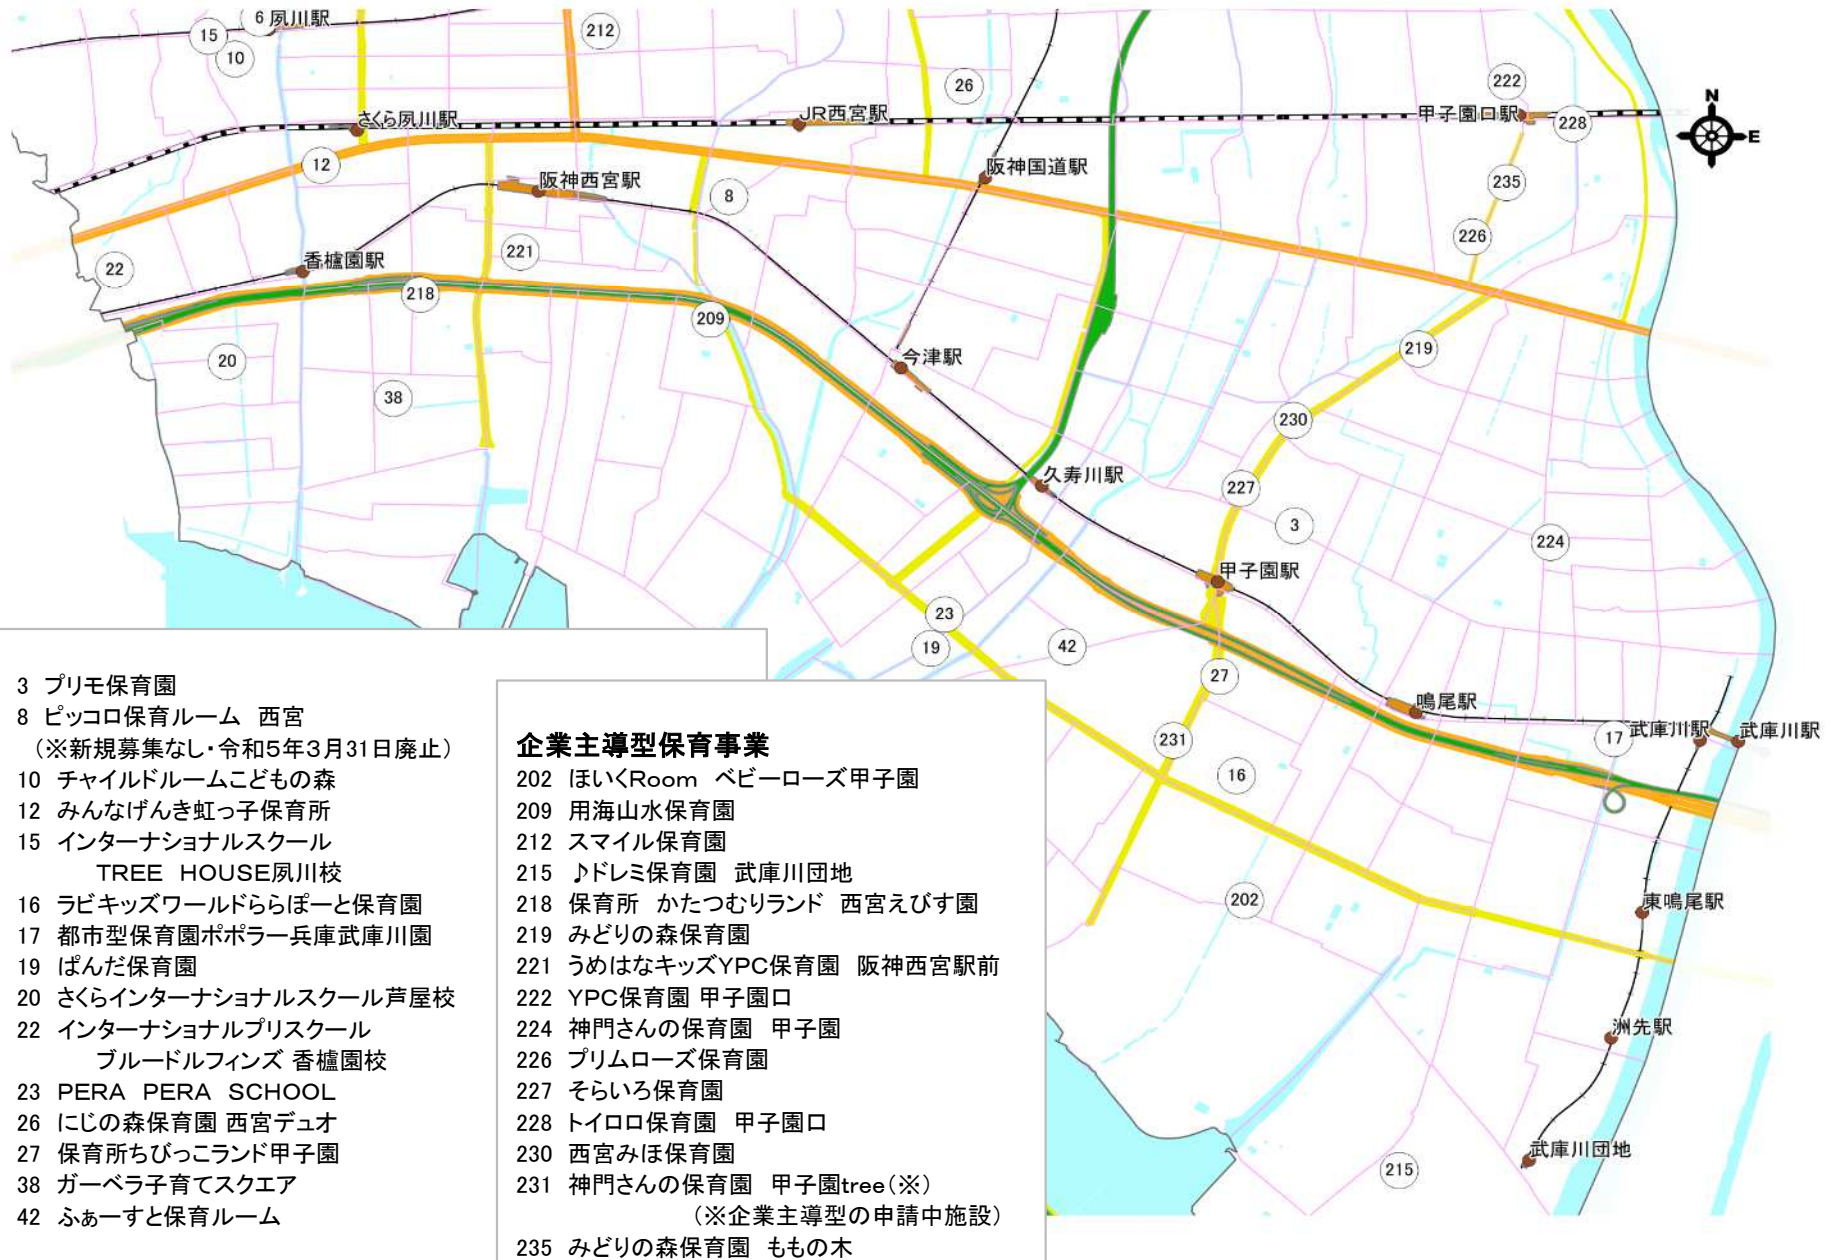 6 夙川駅
15
10
212
26
222
さくら夙川駅
JR西宮駅
甲子園口駅
228
N
E
12
阪神西宮駅
8
阪神国道駅
235
22
香櫨園駅
221
226
218
209
20
今津駅
219
38
230
久寿川駅
227
3
224
甲子園駅
23
19
42
27
鳴尾駅
231
16
17
武庫川駅
武庫川駅
202
東鳴尾駅
洲先駅
武庫川団地
215
3 プリモ保育園
8 ピッコロ保育ルーム 西宮
（※新規募集なし・令和5年3月31日廃止）
10 チャイルドルームこどもの森
12 みんなげんき虹っ子保育所
15 インターナショナルスクール
TREE HOUSE夙川校
16 ラビキッズワールドららぽーと保育園
17 都市型保育園ポポラー兵庫武庫川園
19 ぱんだ保育園
20 さくらインターナショナルスクール芦屋校
22 インターナショナルプリスクール
ブルードルフィンズ 香櫨園校
23 PERA PERA SCHOOL
26 にじの森保育園 西宮デュオ
27 保育所ちびっこランド甲子園
38 ガーベラ子育てスクエア
42 ふぁーすと保育ルーム
企業主導型保育事業
202 ほいくRoom ベビーローズ甲子園
209 用海山水保育園
212 スマイル保育園
215 ♪ドレミ保育園 武庫川団地
218 保育所 かたつむりランド 西宮えびす園
219 みどりの森保育園
221 うめはなキッズYPC保育園 阪神西宮駅前
222 YPC保育園 甲子園口
224 神門さんの保育園 甲子園
226 プリムローズ保育園
227 そらいろ保育園
228 トイロロ保育園 甲子園口
230 西宮みほ保育園
231 神門さんの保育園 甲子園tree（※）
（※企業主導型の申請中施設）
235 みどりの森保育園 ももの木